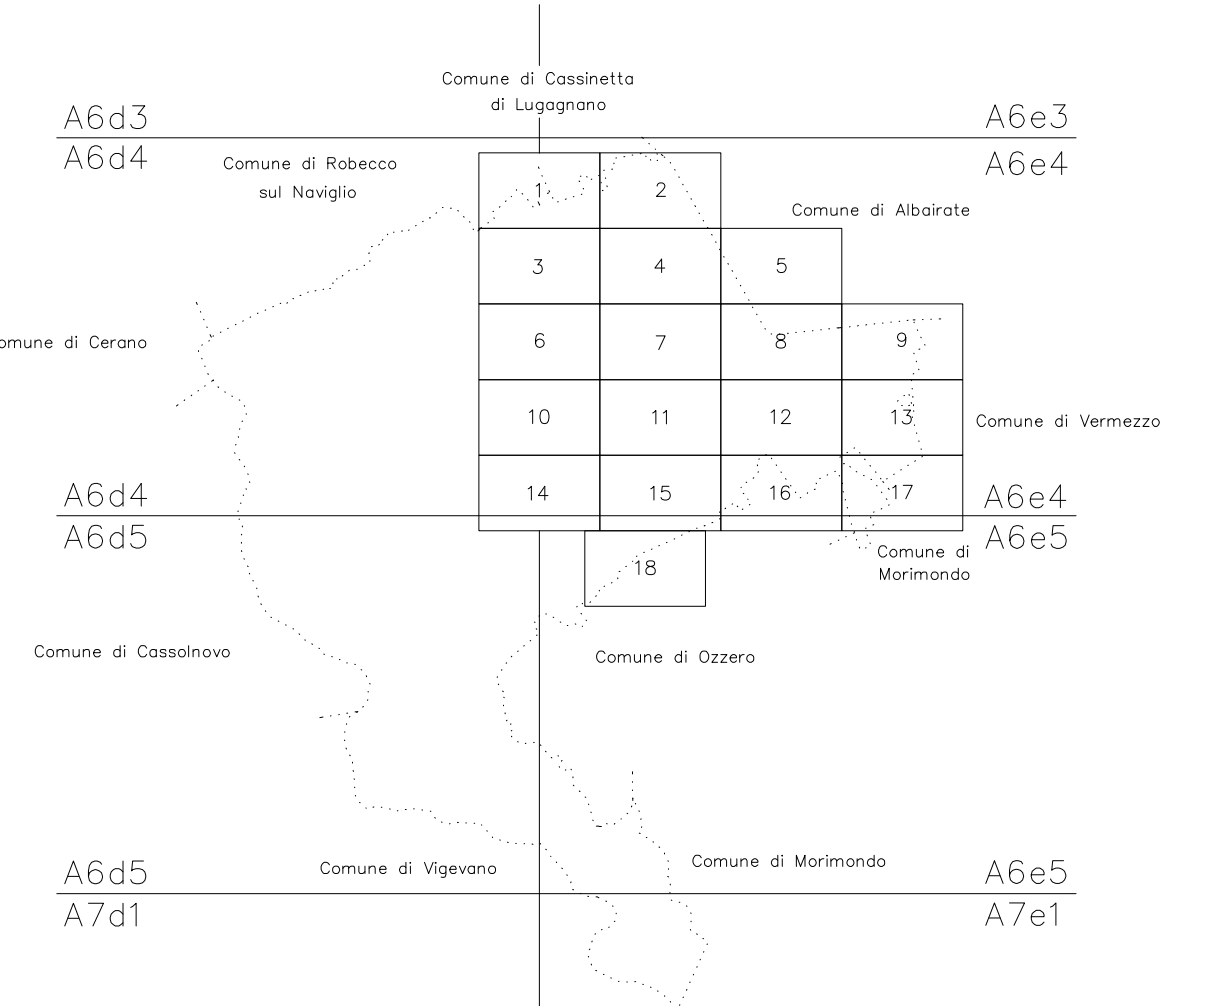 Comune di Cassinetta
di Lugagnano
A6d3
A6e3
A6d4
A6e4
Comune di Robecco
sul Naviglio
1
2
Comune di Albairate
3
4
5
omune di Cerano
6
7
8
9
10
11
12
13
Comune di Vermezzo
A6d4
14
15
16
17
A6e4
A6d5
A6e5
Comune di
Morimondo
18
Comune di Cassolnovo
Comune di Ozzero
Comune di Vigevano
Comune di Morimondo
A6d5
A6e5
A7d1
A7e1